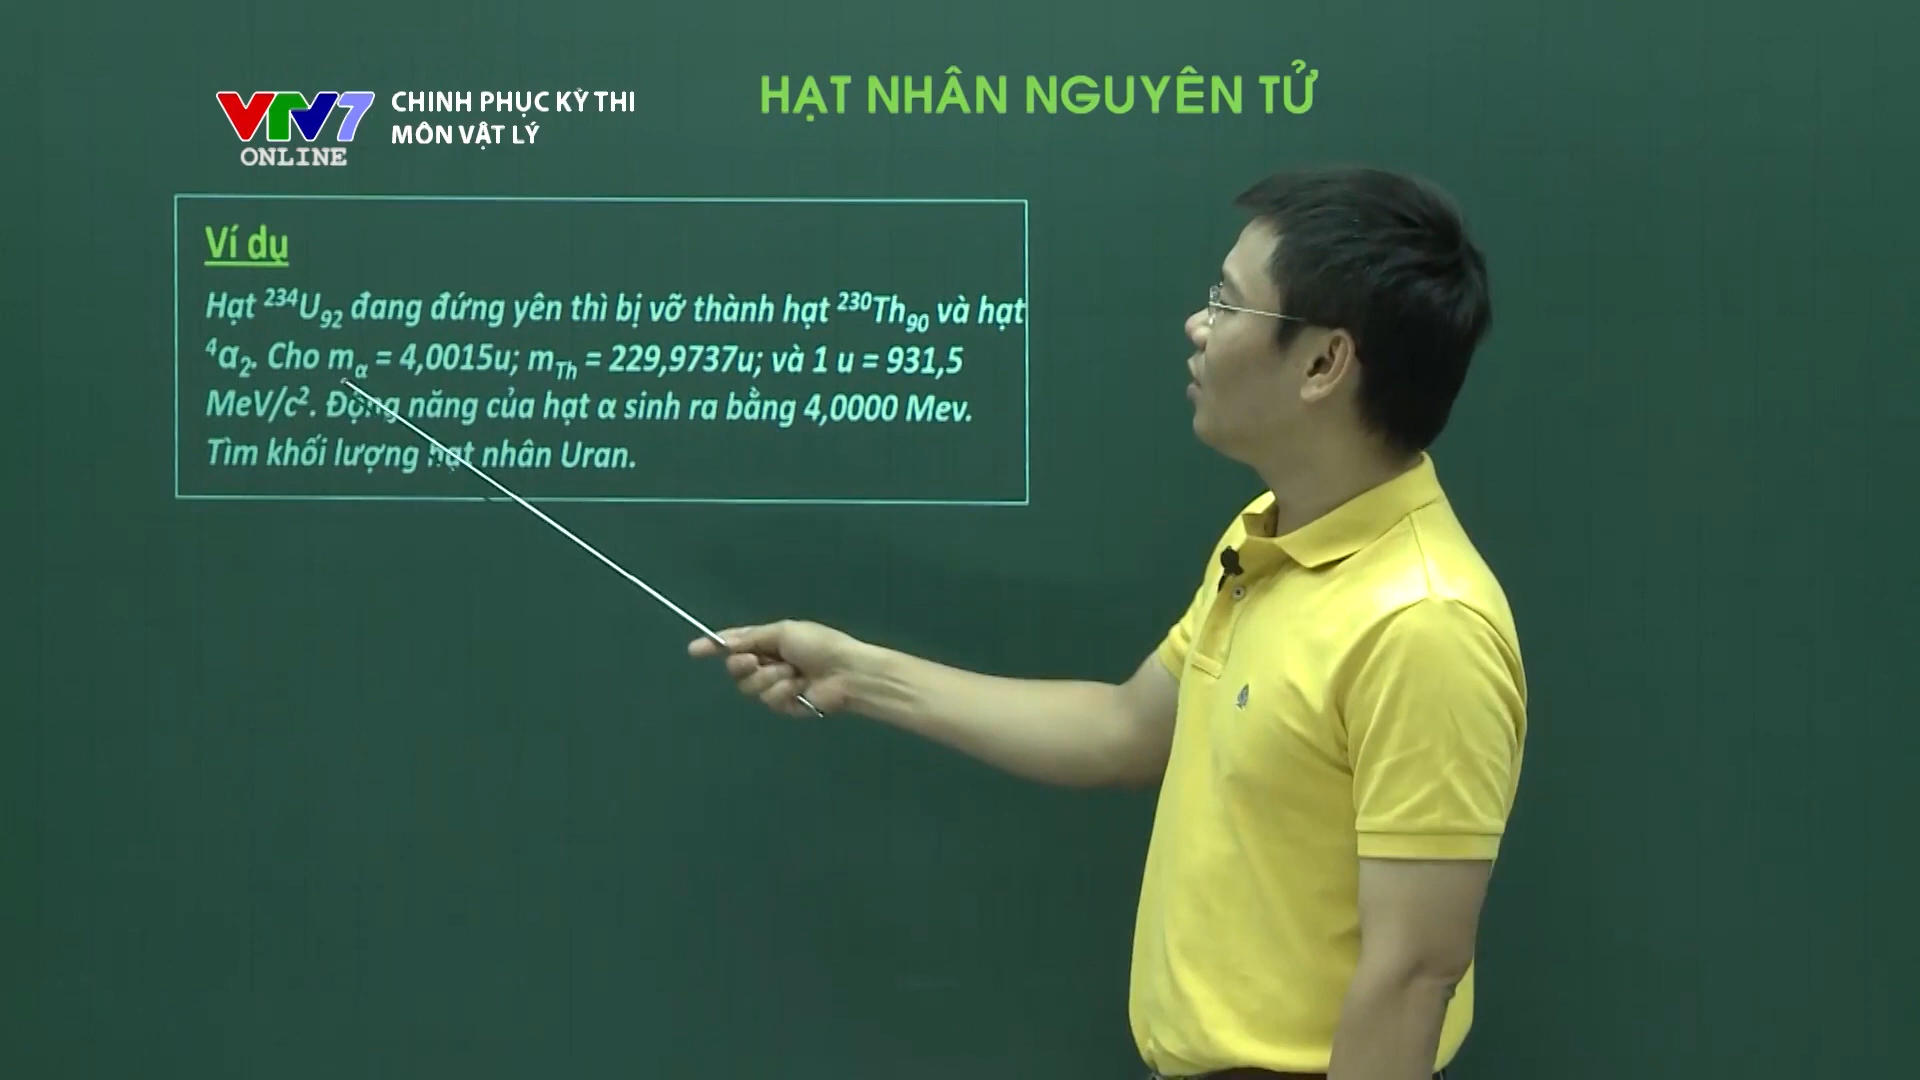 VTV7
ONLINE
CHINH PHỤC KỲ THI
MÔN VẬT LÝ
HẠT NHÂN NGUYÊN TỬ
Ví dụ
Hạt ²³⁴U₉₂ đang đứng yên thì bị vỡ thành hạt ²³⁰Th₉₀ và hạt
⁴α₂. Cho mα = 4,0015u; mTh = 229,9737u; và 1 u = 931,5
MeV/c². Động năng của hạt α sinh ra bằng 4,0000 Mev.
Tìm khối lượng hạt nhân Uran.